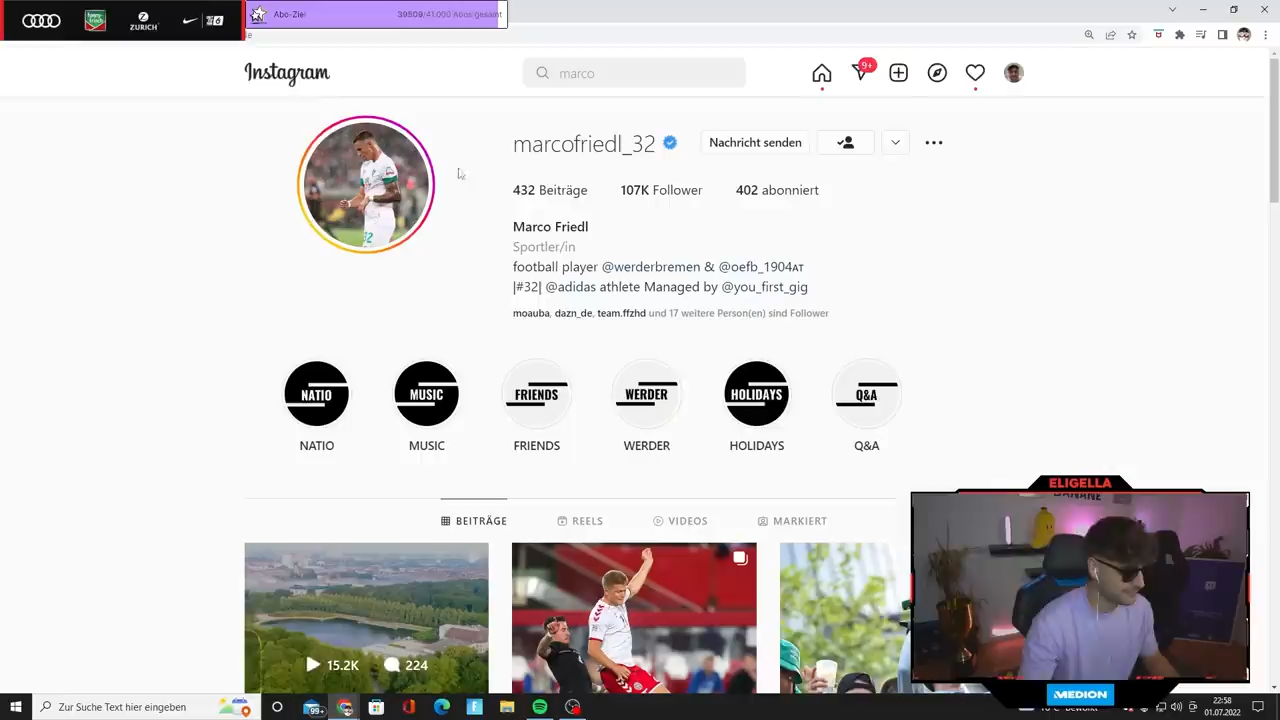 ZURICH
Abo-Ziel
39509/41.000 Abos gesamt
Instagram
marco
9+
marcofriedl_32
Nachricht senden
432 Beiträge
107K Follower
402 abonniert
Marco Friedl
Sportler/in
football player @werderbremen & @oefb_1904AT
|#32| @adidas athlete Managed by @you_first_gig
moauba, dazn_de, team.ffzhd und 17 weitere Person(en) sind Follower
NATIO
MUSIC
FRIENDS
WERDER
HOLIDAYS
Q&A
NATIO
MUSIC
FRIENDS
WERDER
HOLIDAYS
Q&A
BEITRÄGE
REELS
VIDEOS
MARKIERT
15.2K
224
32
ELIGELLA
BANANE
MEDION
Zur Suche Text hier eingeben
99+
22:58
01.07.2022